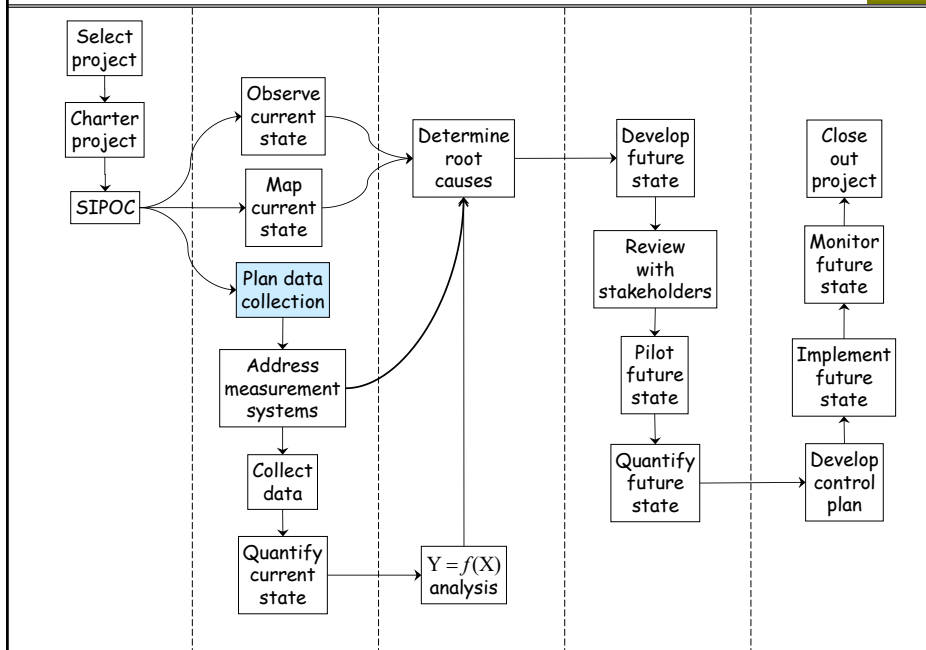 Select
project
Charter
project
SIPOC
Observe
current
state
Map
current
state
Plan data
collection
Address
measurement
systems
Collect
data
Quantify
current
state
Determine
root
causes
Y = f(X)
analysis
Develop
future
state
Review
with
stakeholders
Pilot
future
state
Quantify
future
state
Close
out
project
Monitor
future
state
Implement
future
state
Develop
control
plan